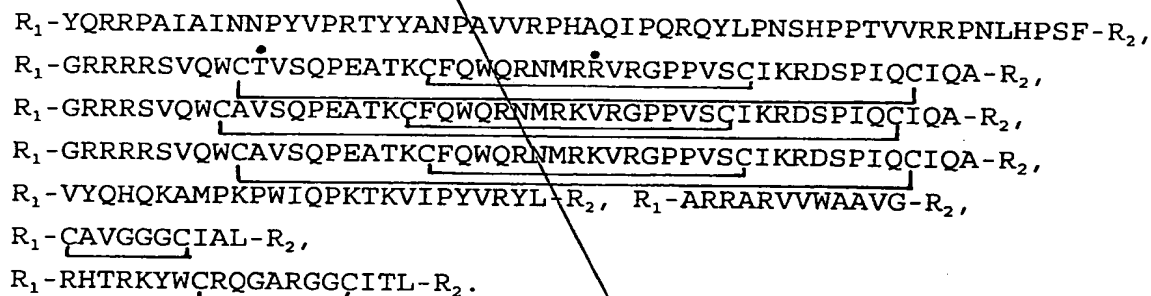 R₁-YQRRPAIAINNPYVPRTYYANPAVVRPHAQIPQRQYLPNSHPPTVVRRPNLHPSF-R₂,
R₁-GRRRRSVQWCTVSQPEATKCFQWQRNMRRVRGPPVSCIKRDSPIQCIQA-R₂,
R₁-GRRRSVQWCAVSQPEATKCFQWQRNMRKVRGPPVSCIKRDSPIQCIQA-R₂,
R₁-GRRRRSVQWCAVSQPEATKCFQWQRNMRKVRGPPVSCIKRDSPIQCIQA-R₂,
R₁-VYQHQKAMPKPWIQPKTKVIPYVRYL-R₂, R₁-ARRARVVWAAVG-R₂,
R₁-CAVGGGCIAL-R₂,
R₁-RHTRKYWCRQGARGGCITL-R₂.